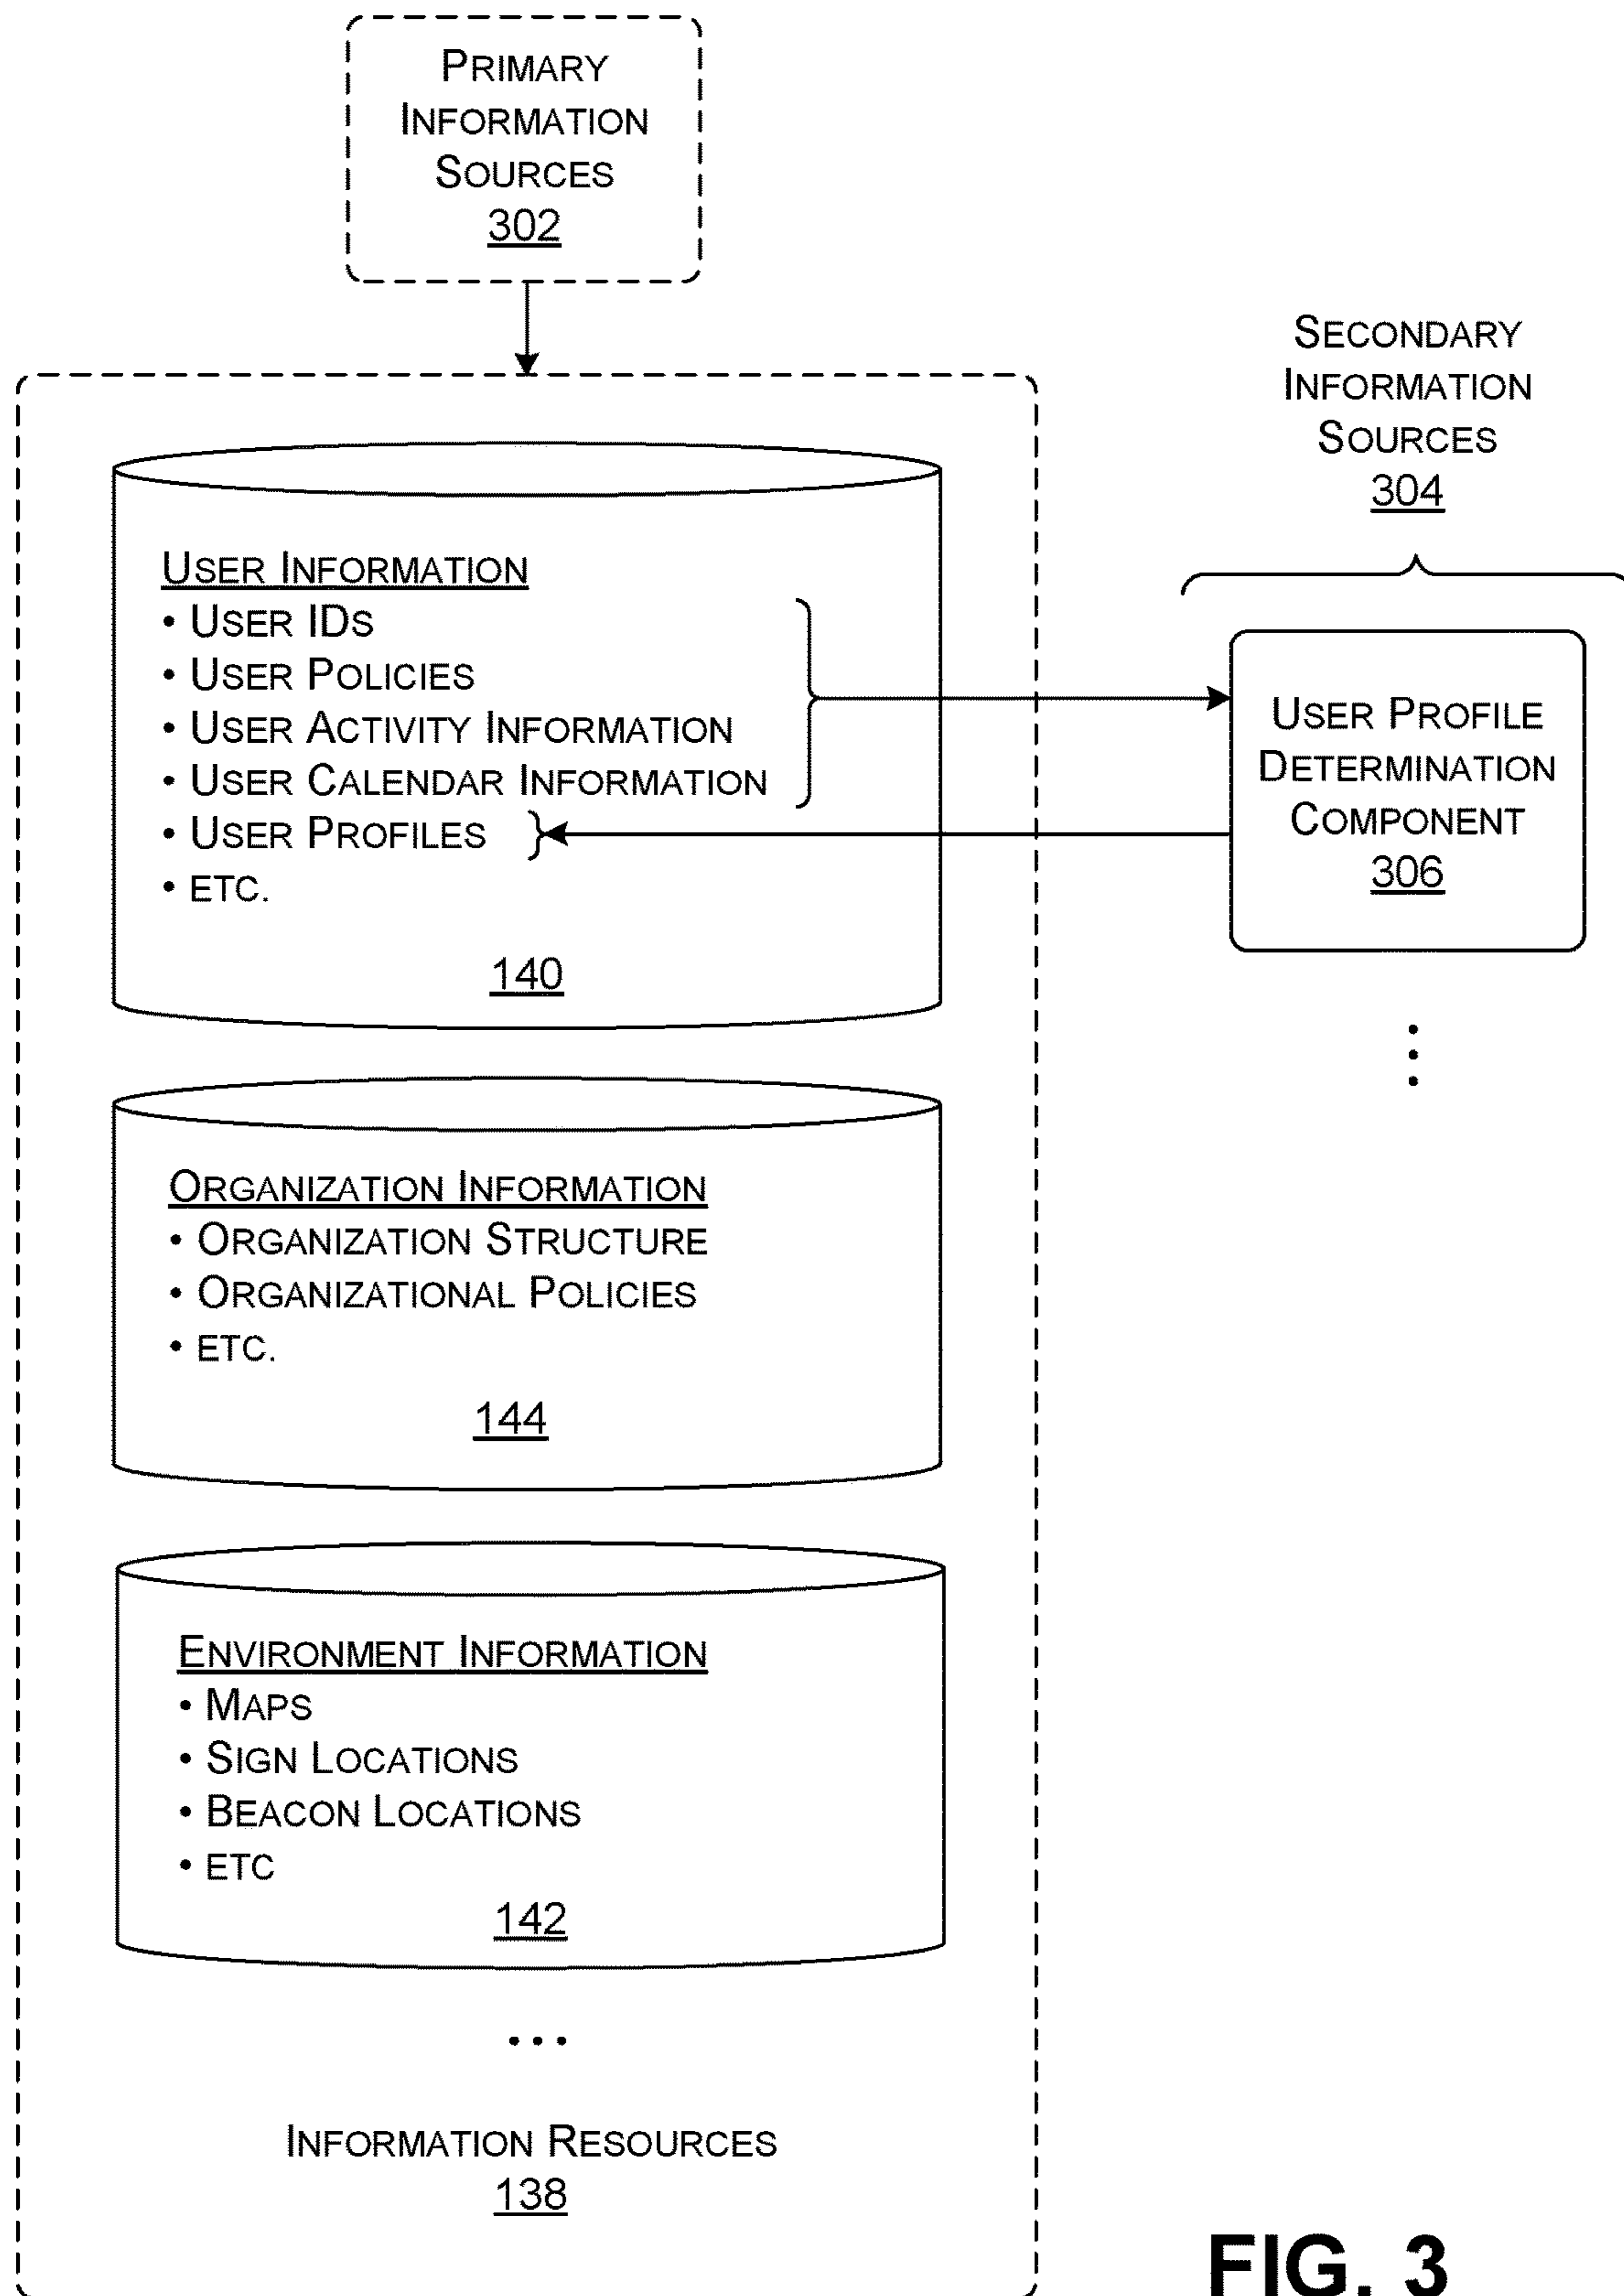 PRIMARY
INFORMATION
SOURCES
302
SECONDARY
INFORMATION
SOURCES
304
USER INFORMATION
• USER IDS
• USER POLICIES
• USER ACTIVITY INFORMATION
• USER CALENDAR INFORMATION
• USER PROFILES
• ETC.
140
USER PROFILE
DETERMINATION
COMPONENT
306
ORGANIZATION INFORMATION
• ORGANIZATION STRUCTURE
• ORGANIZATIONAL POLICIES
• ETC.
144
ENVIRONMENT INFORMATION
• MAPS
• SIGN LOCATIONS
• BEACON LOCATIONS
• ETC
142
...
INFORMATION RESOURCES
138
FIG. 3